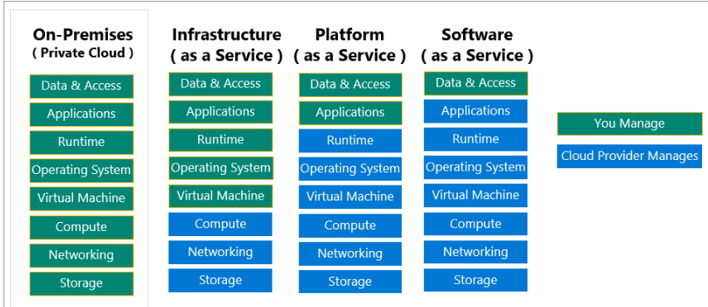 On-Premises
( Private Cloud )
Data & Access
Applications
Runtime
Operating System
Virtual Machine
Compute
Networking
Storage
Infrastructure
( as a Service )
Data & Access
Applications
Runtime
Operating System
Virtual Machine
Compute
Networking
Storage
Platform
( as a Service )
Data & Access
Applications
Runtime
Operating System
Virtual Machine
Compute
Networking
Storage
Software
( as a Service )
Data & Access
Applications
Runtime
Operating System
Virtual Machine
Compute
Networking
Storage
You Manage
Cloud Provider Manages